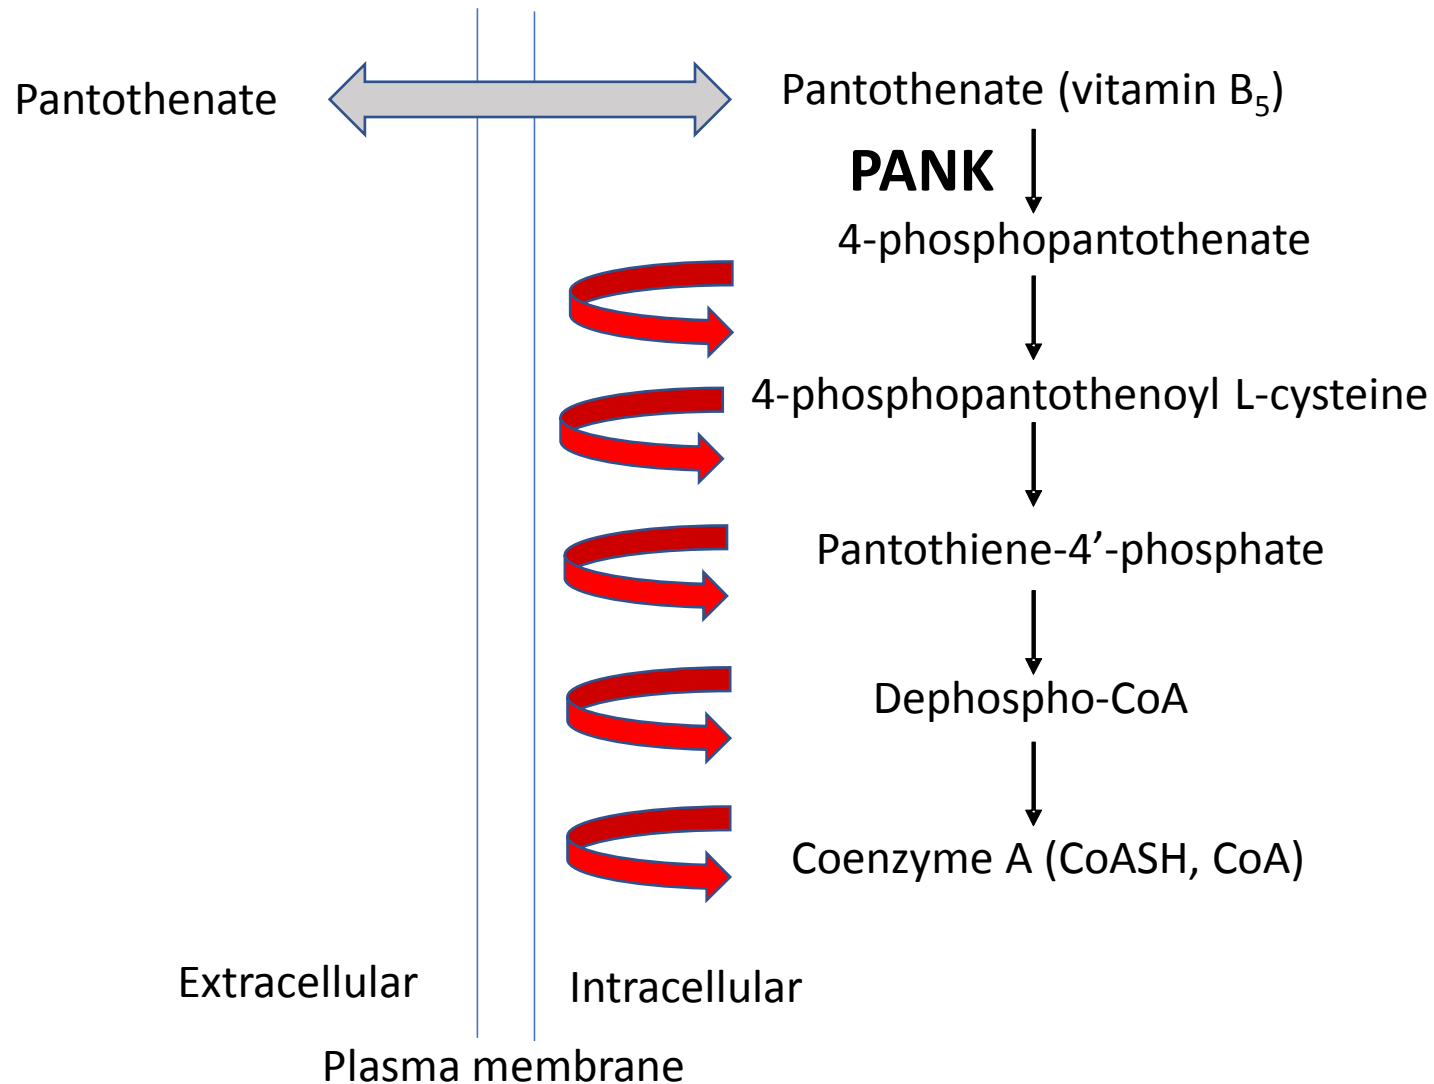 Pantothenate
Pantothenate (vitamin B₅)
PANK
4-phosphopantothenate
4-phosphopantothenoyl L-cysteine
Pantothiene-4’-phosphate
Dephospho-CoA
Coenzyme A (CoASH, CoA)
Extracellular
Intracellular
Plasma membrane